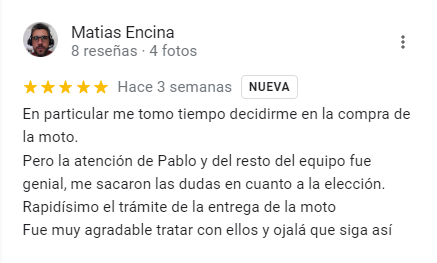 Matias Encina
8 reseñas · 4 fotos
Hace 3 semanas NUEVA
En particular me tomo tiempo decidirme en la compra de
la moto.
Pero la atención de Pablo y del resto del equipo fue
genial, me sacaron las dudas en cuanto a la elección.
Rapidísimo el trámite de la entrega de la moto
Fue muy agradable tratar con ellos y ojalá que siga así